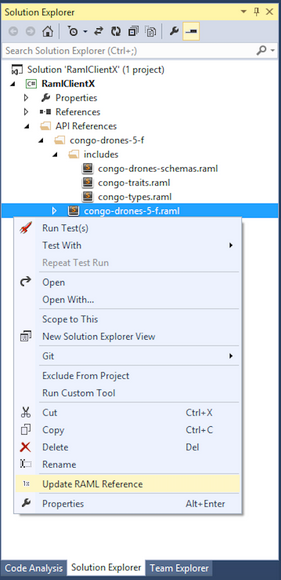 Solution Explorer
Search Solution Explorer (Ctrl+;)
Solution 'RamlClientX' (1 project)
C# RamlClientX
Properties
References
API References
congo-drones-5-f
includes
congo-drones-schemas.raml
congo-traits.raml
congo-types.raml
congo-drones-5-f.raml
Run Test(s)
Test With
Repeat Test Run
Open
Open With...
Scope to This
New Solution Explorer View
Git
Exclude From Project
Run Custom Tool
Cut Ctrl+X
Copy Ctrl+C
Delete Del
Rename
Update RAML Reference
Properties Alt+Enter
Code Analysis Solution Explorer Team Explorer